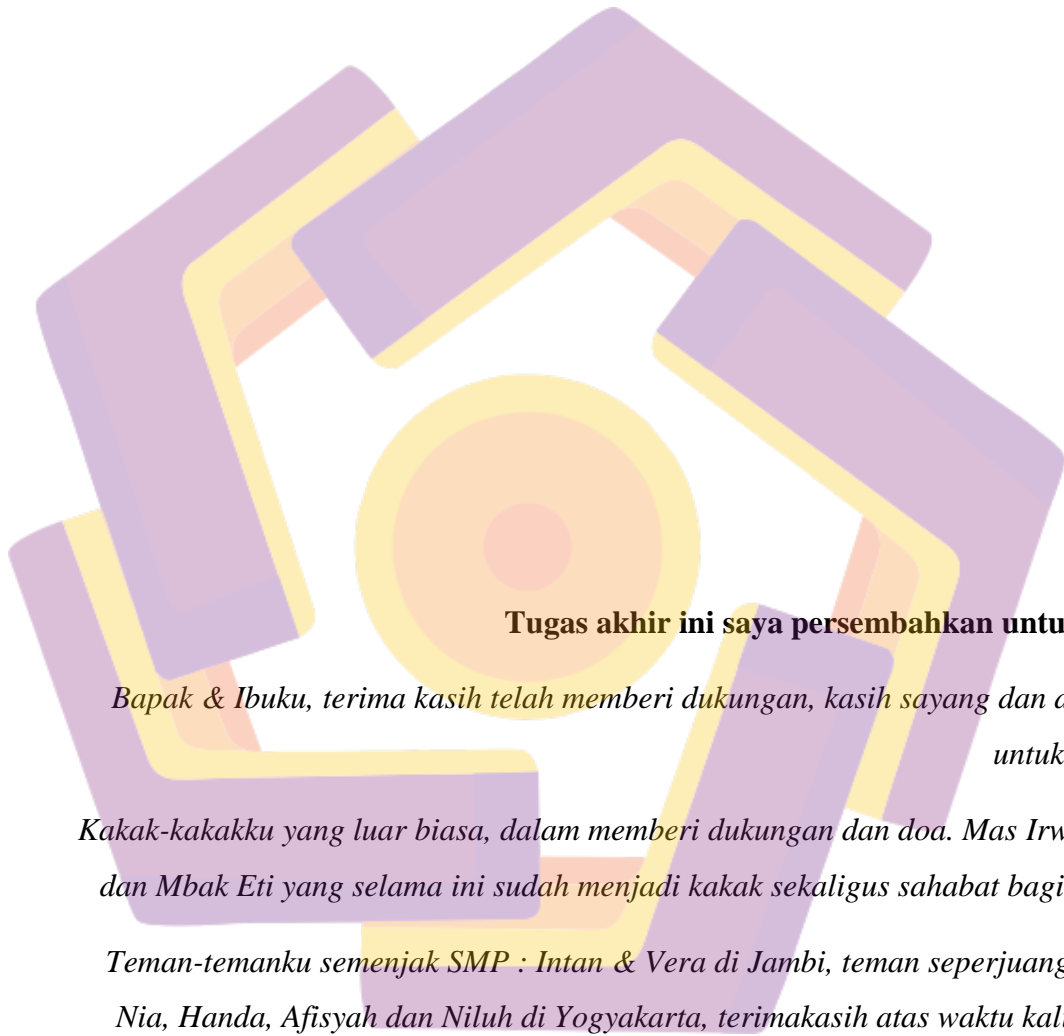 Tugas akhir ini saya persembahkan untu
Bapak & Ibuku, terima kasih telah memberi dukungan, kasih sayang dan d
untuk
Kakak-kakakku yang luar biasa, dalam memberi dukungan dan doa. Mas Irw
dan Mbak Eti yang selama ini sudah menjadi kakak sekaligus sahabat bagi
Teman-temanku semenjak SMP : Intan & Vera di Jambi, teman seperjuang
Nia, Handa, Afisyah dan Niluh di Yogyakarta, terimakasih atas waktu kal